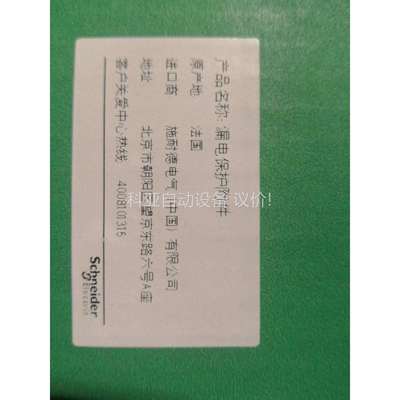 产品名称: 漏电保护附件
原产地 法国
进口商 施耐德电气(中国)有限公司
地址 北京市朝阳区望京东路六号A座
客户关爱中心热线 4008101315
Schneider
Electric
科亚自动设备 议价!